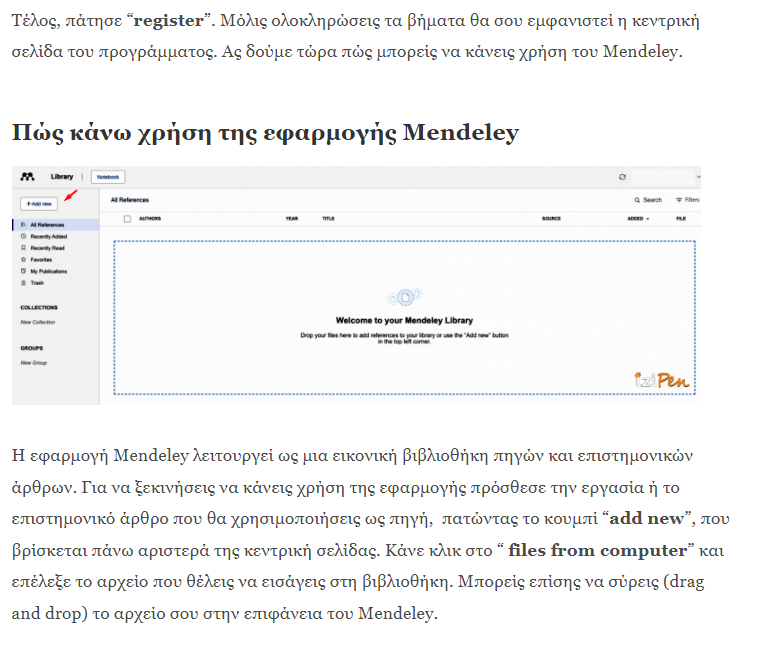 Τέλος, πάτησε “register”. Μόλις ολοκληρώσεις τα βήματα θα σου εμφανιστεί η κεντρική
σελίδα του προγράμματος. Ας δούμε τώρα πώς μπορείς να κάνεις χρήση του Mendeley.
Πώς κάνω χρήση της εφαρμογής Mendeley
Library | Notebook
+Add new
All References
Search
Filters
AUTHORS YEAR TITLE SOURCE ADDED FILE
All References
Recently Added
Recently Read
Favorites
My Publications
Trash
COLLECTIONS
New Collection
GROUPS
New Group
Welcome to your Mendeley Library
Drop your files here to add references to your library or use the "Add new" button
in the top left corner.
iziPen
Η εφαρμογή Mendeley λειτουργεί ως μια εικονική βιβλιοθήκη πηγών και επιστημονικών
άρθρων. Για να ξεκινήσεις να κάνεις χρήση της εφαρμογής πρόσθεσε την εργασία ή το
επιστημονικό άρθρο που θα χρησιμοποιήσεις ως πηγή,  πατώντας το κουμπί “add new”, που
βρίσκεται πάνω αριστερά της κεντρική σελίδας. Κάνε κλικ στο “ files from computer” και
επέλεξε το αρχείο που θέλεις να εισάγεις στη βιβλιοθήκη. Μπορείς επίσης να σύρεις (drag
and drop) το αρχείο σου στην επιφάνεια του Mendeley.